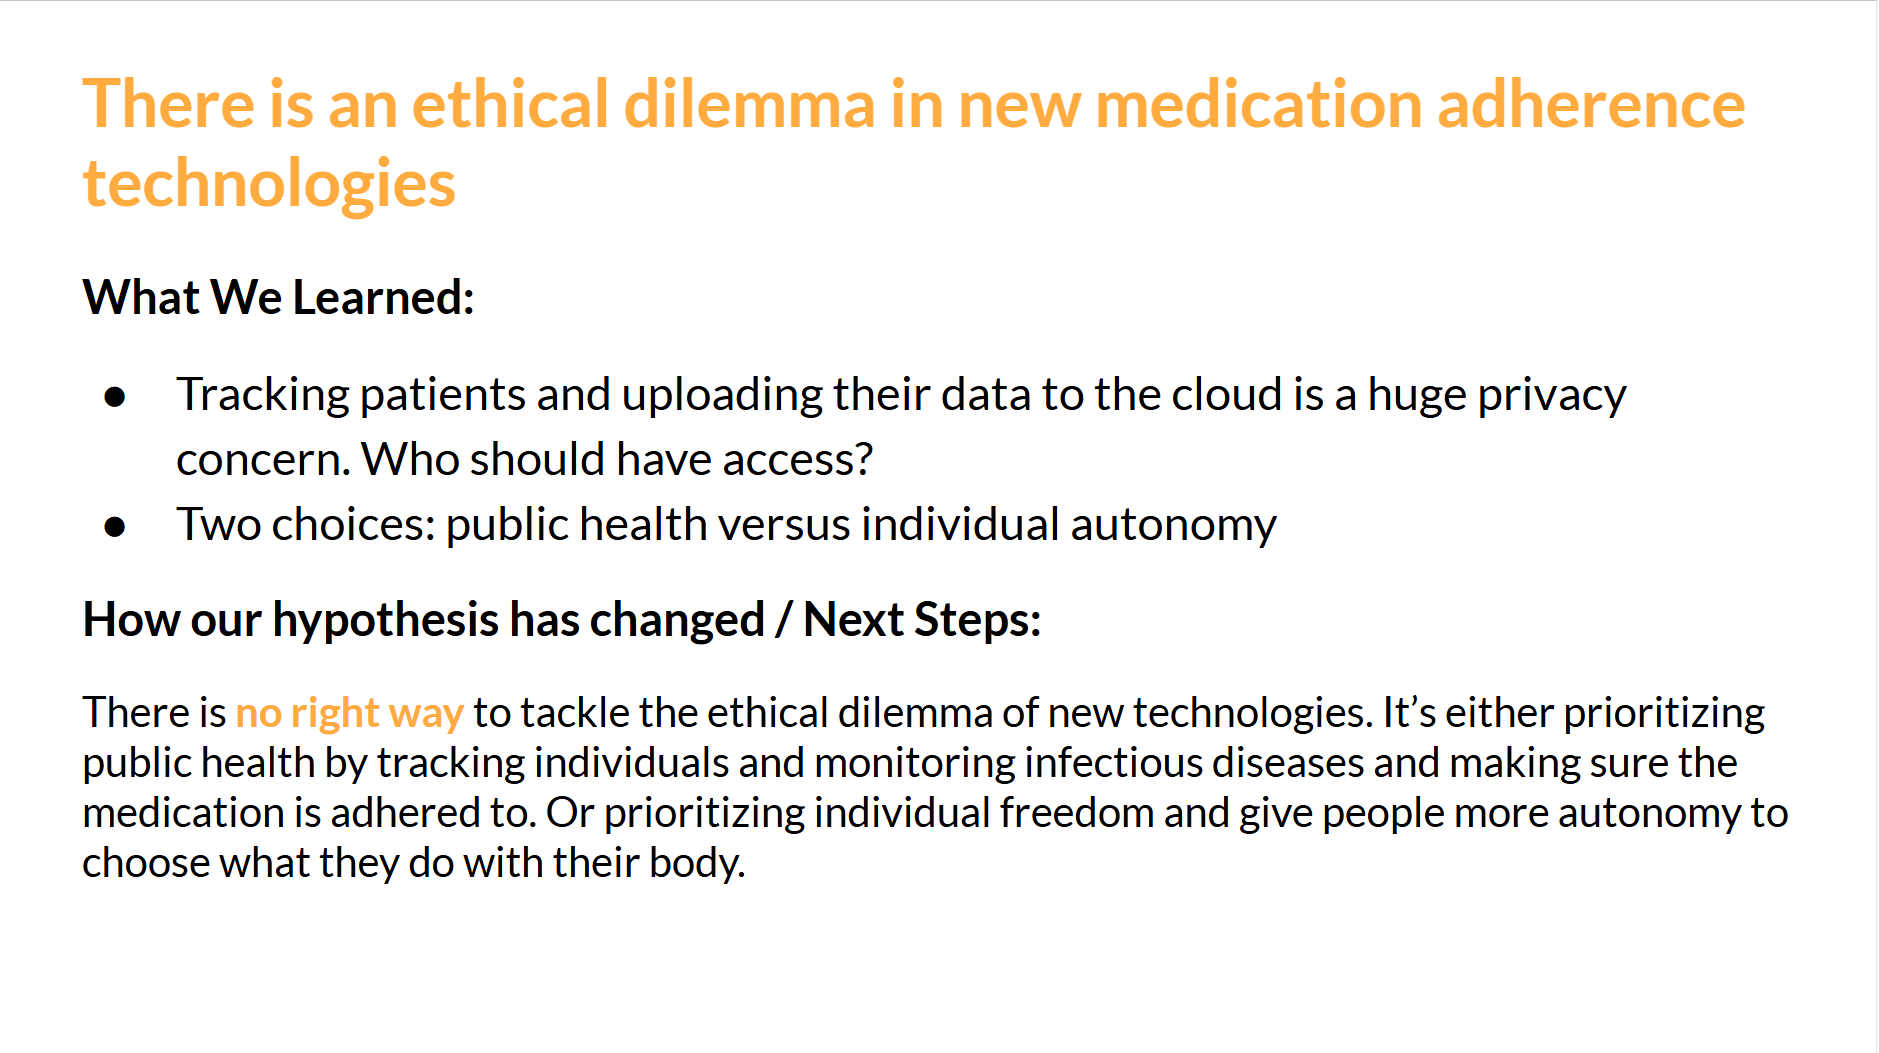 There is an ethical dilemma in new medication adherence
technologies
What We Learned:
● Tracking patients and uploading their data to the cloud is a huge privacy
concern. Who should have access?
● Two choices: public health versus individual autonomy
How our hypothesis has changed / Next Steps:
There is no right way to tackle the ethical dilemma of new technologies. It’s either prioritizing
public health by tracking individuals and monitoring infectious diseases and making sure the
medication is adhered to. Or prioritizing individual freedom and give people more autonomy to
choose what they do with their body.